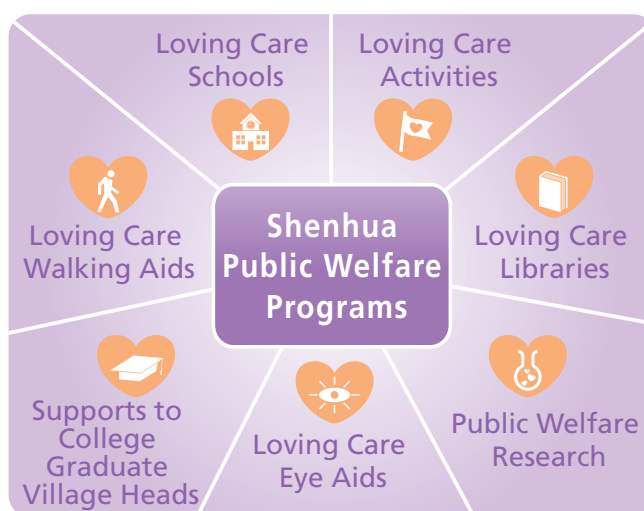 Loving Care
Schools
Loving Care
Activities
Loving Care
Walking Aids
Shenhua
Public Welfare
Programs
Loving Care
Libraries
Supports to
College
Graduate
Village Heads
Loving Care
Eye Aids
Public Welfare
Research